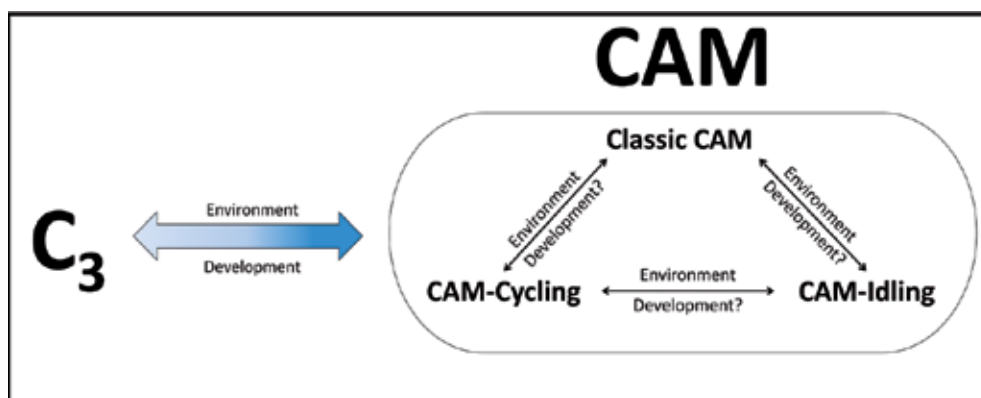 CAM
Classic CAM
Environment
Development?
Environment
Development?
C₃
Environment
Development
CAM-Cycling
Environment
Development?
CAM-Idling